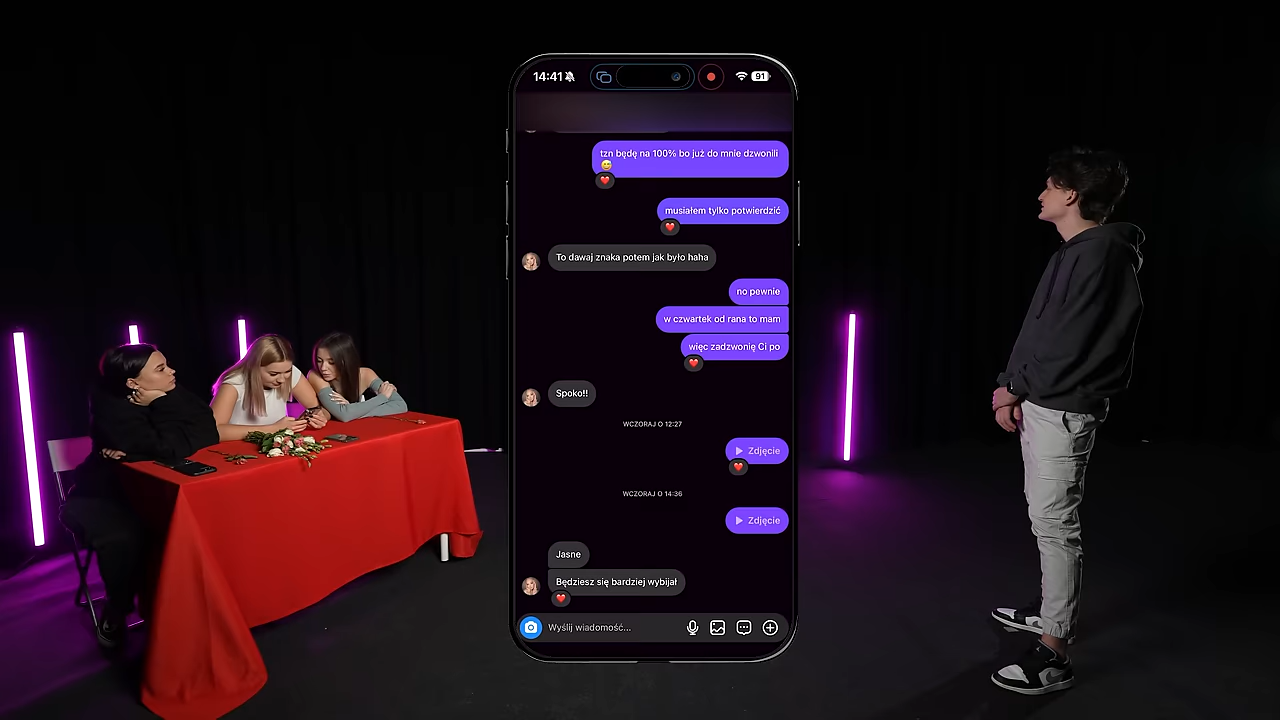 14:41
91
tzn będę na 100% bo już do mnie dzwonili
😅
musiałem tylko potwierdzić
To dawaj znaka potem jak było haha
no pewnie
w czwartek od rana to mam
więc zadzwonię Ci po
Spoko!!
WCZORAJ O 12:27
Zdjęcie
WCZORAJ O 14:36
Zdjęcie
Jasne
Będziesz się bardziej wybijał
Wyślij wiadomość...